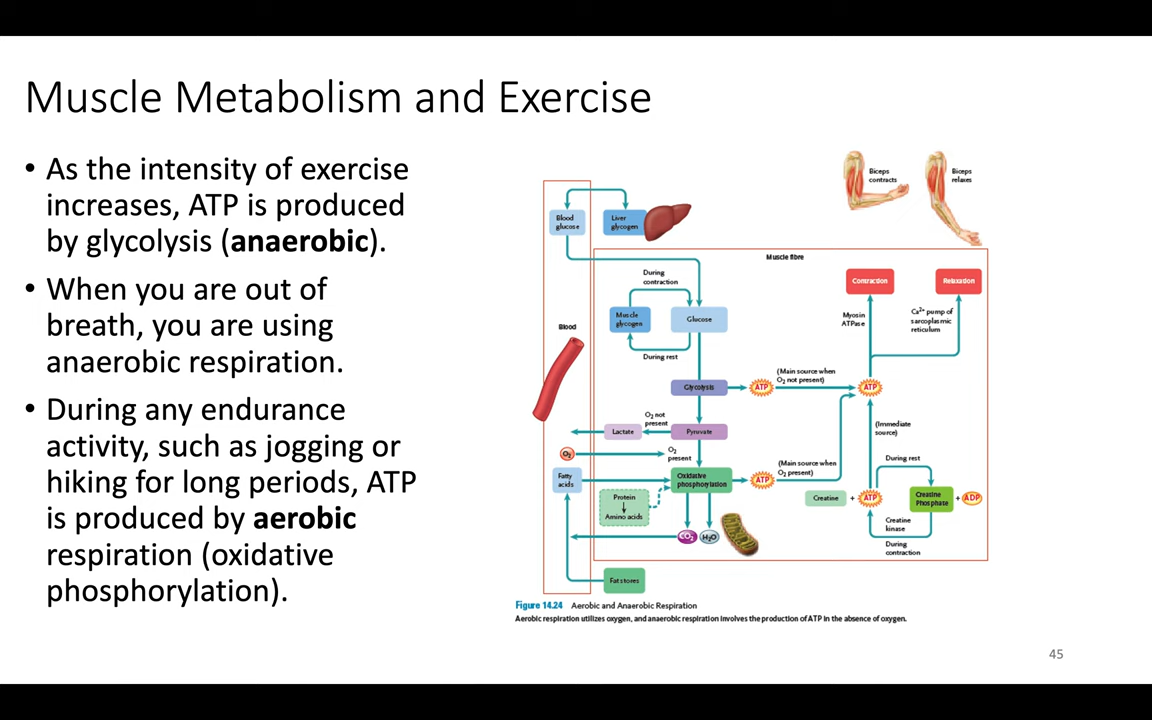 Muscle Metabolism and Exercise
• As the intensity of exercise
increases, ATP is produced
by glycolysis (anaerobic).
• When you are out of
breath, you are using
anaerobic respiration.
• During any endurance
activity, such as jogging or
hiking for long periods, ATP
is produced by aerobic
respiration (oxidative
phosphorylation).
Biceps
contracts
Biceps
relaxes
Blood
glucose
Liver
glycogen
Muscle fibre
During
contraction
Muscle
glycogen
Glucose
During rest
Blood
Contraction
Relaxation
Myosin
ATPase
Ca2+ pump of
sarcoplasmic
reticulum
Glycolysis
ATP
(Main source when
O2 not present)
ATP
O2 not
present
Lactate
Pyruvate
O2
O2
present
(Immediate
source)
Fatty
acids
Oxidative
phosphorylation
ATP
(Main source when
O2 present)
During rest
Protein
Amino acids
Creatine
+
ATP
Creatine
Phosphate
+
ADP
Creatine
kinase
During
contraction
CO2
H2O
Fat stores
Figure 14.24 Aerobic and Anaerobic Respiration
Aerobic respiration utilizes oxygen, and anaerobic respiration involves the production of ATP in the absence of oxygen.
45